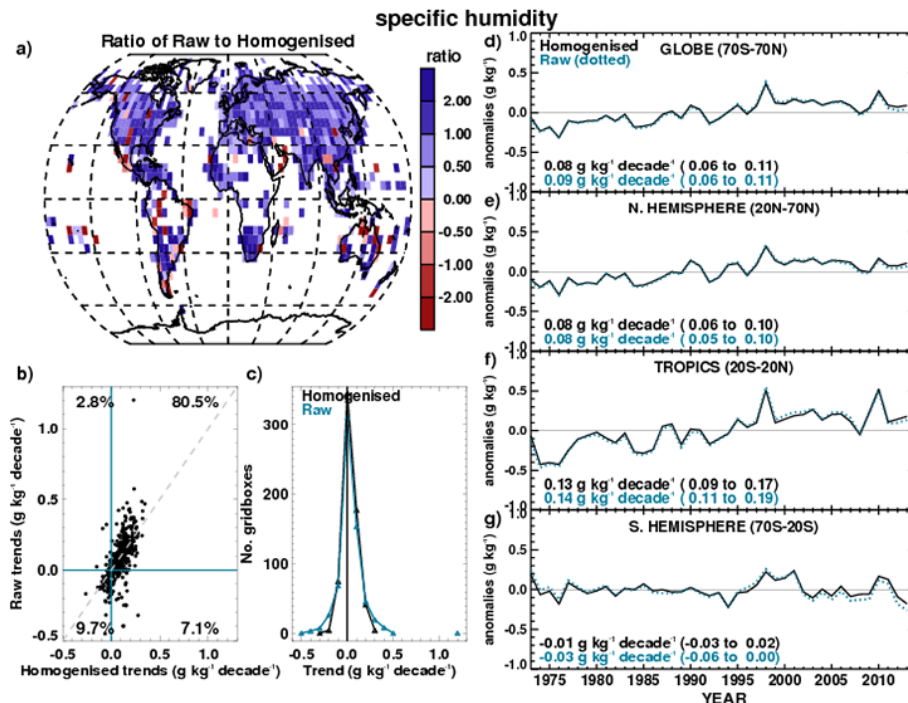 specific humidity
a)
Ratio of Raw to Homogenised
ratio
2.00
1.00
0.50
0.00
-0.50
-1.00
-2.00
b)
2.8%
80.5%
9.7%
7.1%
Raw trends (g kg⁻¹ decade⁻¹)
1.0
0.5
0.0
-0.5
-0.5 0.0 0.5 1.0
Homogenised trends (g kg⁻¹ decade⁻¹)
c)
Homogenised
Raw
No. gridboxes
300
200
100
0
-0.5 0.0 0.5 1.0
Trend (g kg⁻¹ decade⁻¹)
d)
Homogenised
Raw (dotted)
GLOBE (70S-70N)
anomalies (g kg⁻¹)
1.0
0.5
0.0
-0.5
-1.0
0.08 g kg⁻¹ decade⁻¹ ( 0.06 to 0.11)
0.09 g kg⁻¹ decade⁻¹ ( 0.06 to 0.11)
e)
N. HEMISPHERE (20N-70N)
anomalies (g kg⁻¹)
0.5
0.0
-0.5
-1.0
0.08 g kg⁻¹ decade⁻¹ ( 0.06 to 0.10)
0.08 g kg⁻¹ decade⁻¹ ( 0.05 to 0.10)
f)
TROPICS (20S-20N)
anomalies (g kg⁻¹)
1.0
0.5
0.0
-0.5
-1.0
0.13 g kg⁻¹ decade⁻¹ ( 0.09 to 0.17)
0.14 g kg⁻¹ decade⁻¹ ( 0.11 to 0.19)
g)
S. HEMISPHERE (70S-20S)
anomalies (g kg⁻¹)
0.5
0.0
-0.5
-1.0
-0.01 g kg⁻¹ decade⁻¹ (-0.03 to 0.02)
-0.03 g kg⁻¹ decade⁻¹ (-0.06 to 0.00)
1975 1980 1985 1990 1995 2000 2005 2010
YEAR